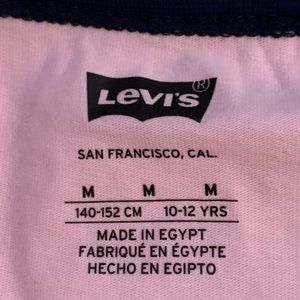 LEVI'S®
SAN FRANCISCO, CAL.
M M M
140-152 CM 10-12 YRS
MADE IN EGYPT
FABRIQUÉ EN ÉGYPTE
HECHO EN EGIPTO